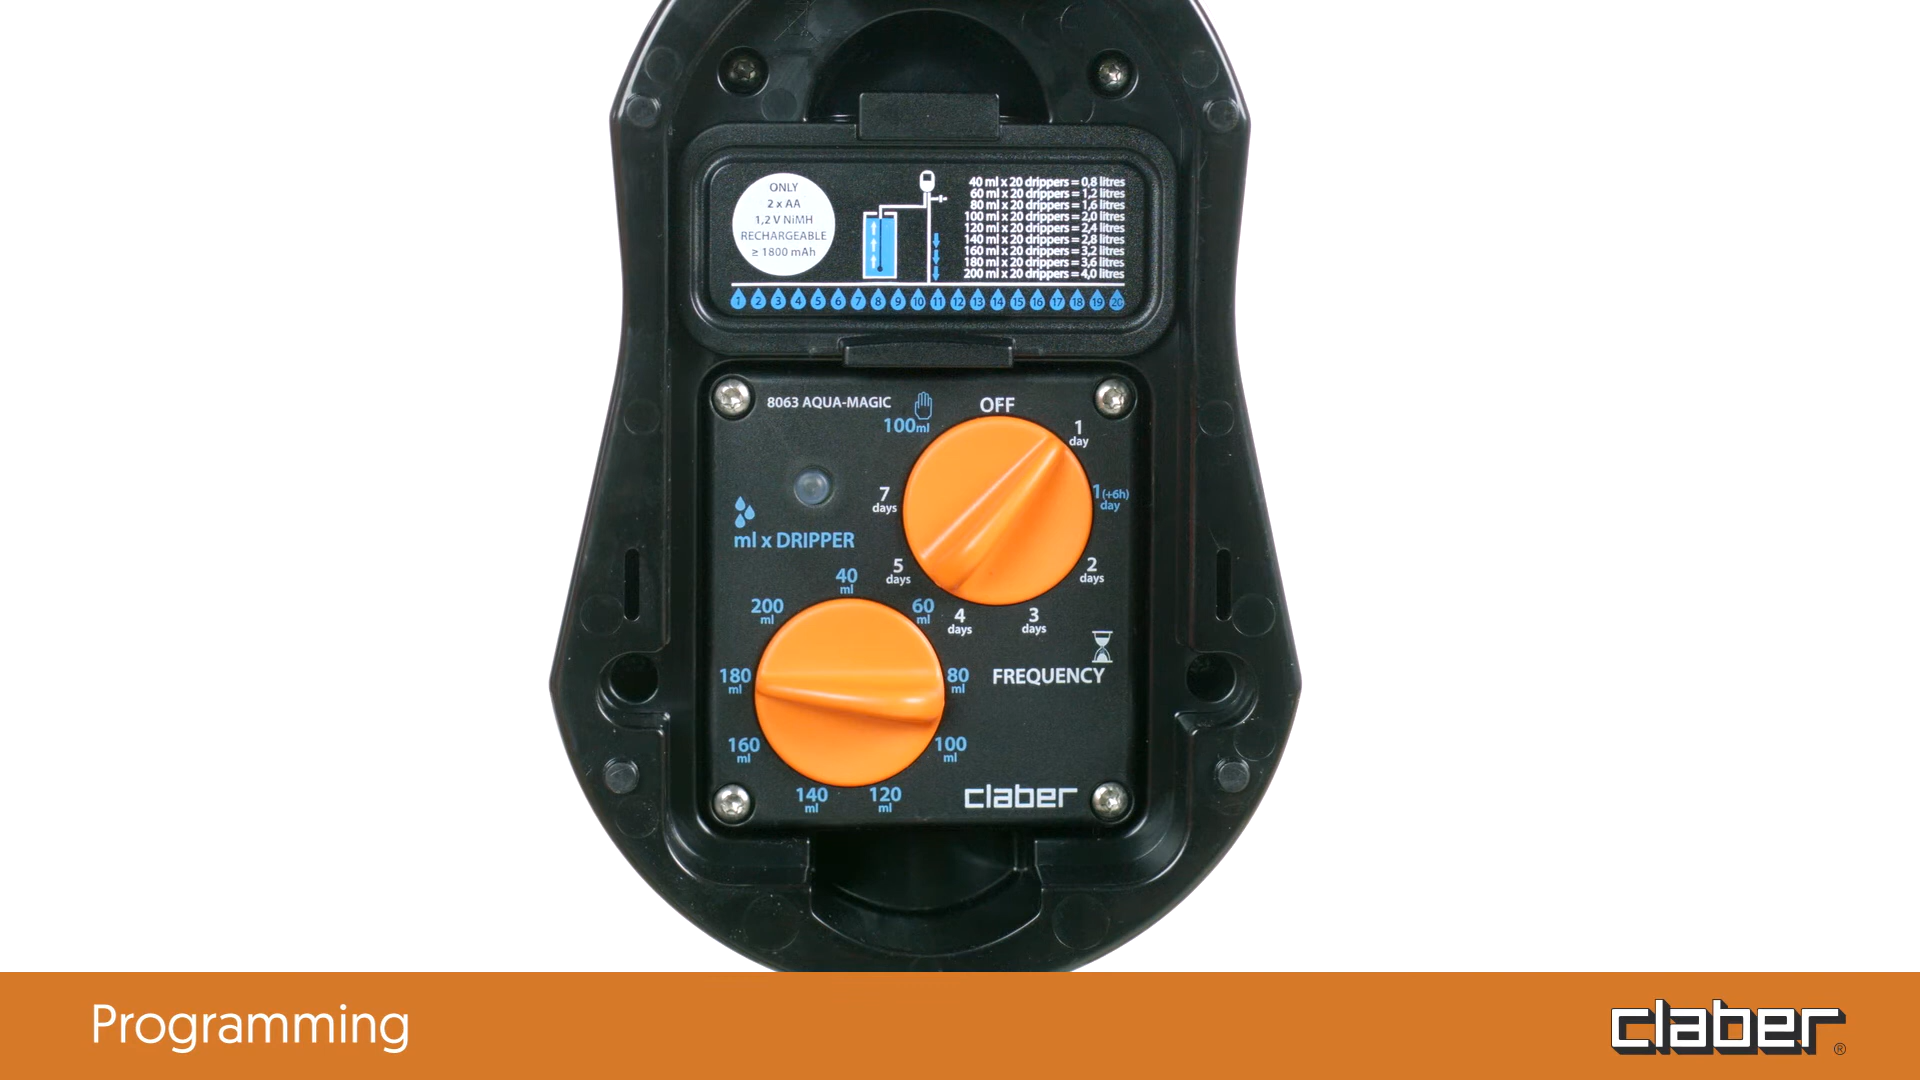 ONLY
2 x AA
1,2 V NiMH
RECHARGEABLE
≥ 1800 mAh
40 ml x 20 drippers = 0,8 litres
60 ml x 20 drippers = 1,2 litres
80 ml x 20 drippers = 1,6 litres
100 ml x 20 drippers = 2,0 litres
120 ml x 20 drippers = 2,4 litres
140 ml x 20 drippers = 2,8 litres
160 ml x 20 drippers = 3,2 litres
180 ml x 20 drippers = 3,6 litres
200 ml x 20 drippers = 4,0 litres
1 2 3 4 5 6 7 8 9 10 11 12 13 14 15 16 17 18 19 20
8063 AQUA-MAGIC
100ml
OFF
1
day
1(+6h)
day
2
days
3
days
4
days
5
days
7
days
FREQUENCY
ml x DRIPPER
40
ml
60
ml
80
ml
100
ml
120
ml
140
ml
160
ml
180
ml
200
ml
claber
Programming
claber®